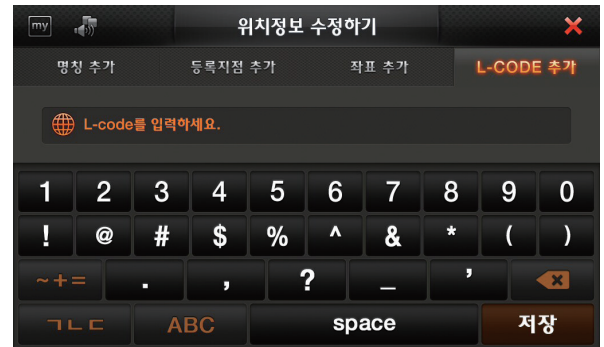 my 위치정보 수정하기
명칭 추가 등록지점 추가 좌표 추가 L-CODE 추가
L-code를 입력하세요.
1 2 3 4 5 6 7 8 9 0
! @ # $ % ^ & * ( )
~+= . , ? _ ’
ㄱㄴㄷ ABC space 저장